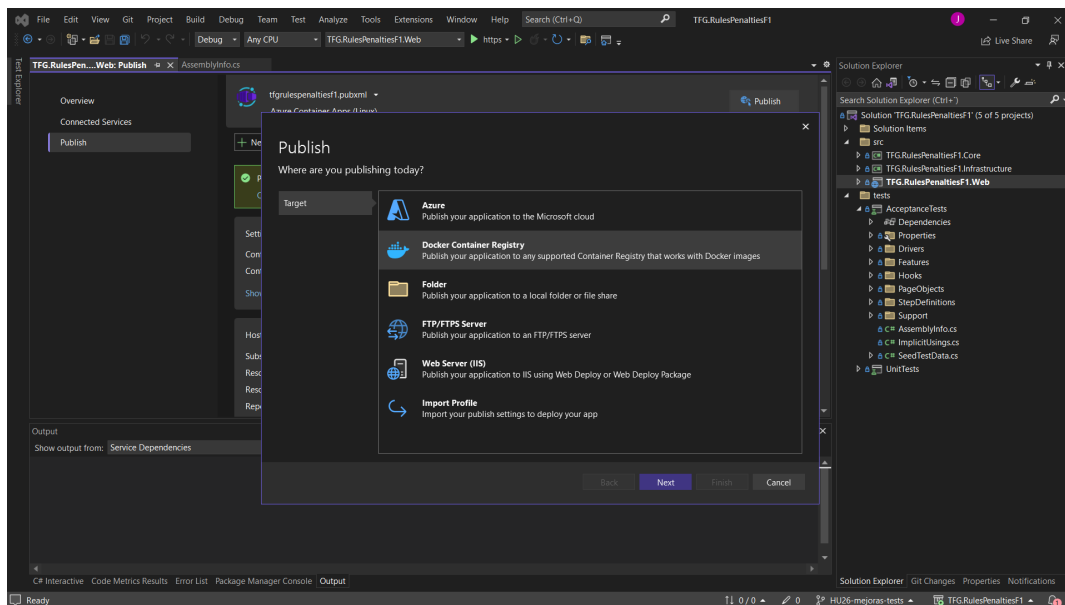 File Edit View Git Project Build Debug Team Test Analyze Tools Extensions Window Help Search (Ctrl+Q) TFG.RulesPenaltiesF1 J
Debug Any CPU TFG.RulesPenaltiesF1.Web https Live Share
Test Explorer
TFG.RulesPen....Web: Publish AssemblyInfo.cs
Overview
Connected Services
Publish
tfgrulespenaltiesf1.pubxml
Azure Container Apps (Linux)
Publish
Ne
P
Setti
Conf
Conf
Show
Host
Subs
Reso
Reso
Repo
Publish
Where are you publishing today?
Target
Azure
Publish your application to the Microsoft cloud
Docker Container Registry
Publish your application to any supported Container Registry that works with Docker images
Folder
Publish your application to a local folder or file share
FTP/FTPS Server
Publish your application to an FTP/FTPS server
Web Server (IIS)
Publish your application to IIS using Web Deploy or Web Deploy Package
Import Profile
Import your publish settings to deploy your app
Back Next Finish Cancel
Output
Show output from: Service Dependencies
C# Interactive Code Metrics Results Error List Package Manager Console Output
Solution Explorer
Search Solution Explorer (Ctrl+`)
Solution 'TFG.RulesPenaltiesF1' (5 of 5 projects)
Solution Items
src
TFG.RulesPenaltiesF1.Core
TFG.RulesPenaltiesF1.Infrastructure
TFG.RulesPenaltiesF1.Web
tests
AcceptanceTests
Dependencies
Properties
Drivers
Features
Hooks
PageObjects
StepDefinitions
Support
C# AssemblyInfo.cs
C# ImplicitUsings.cs
C# SeedTestData.cs
UnitTests
Solution Explorer Git Changes Properties Notifications
Ready 0 / 0 0 HU26-mejoras-tests TFG.RulesPenaltiesF1